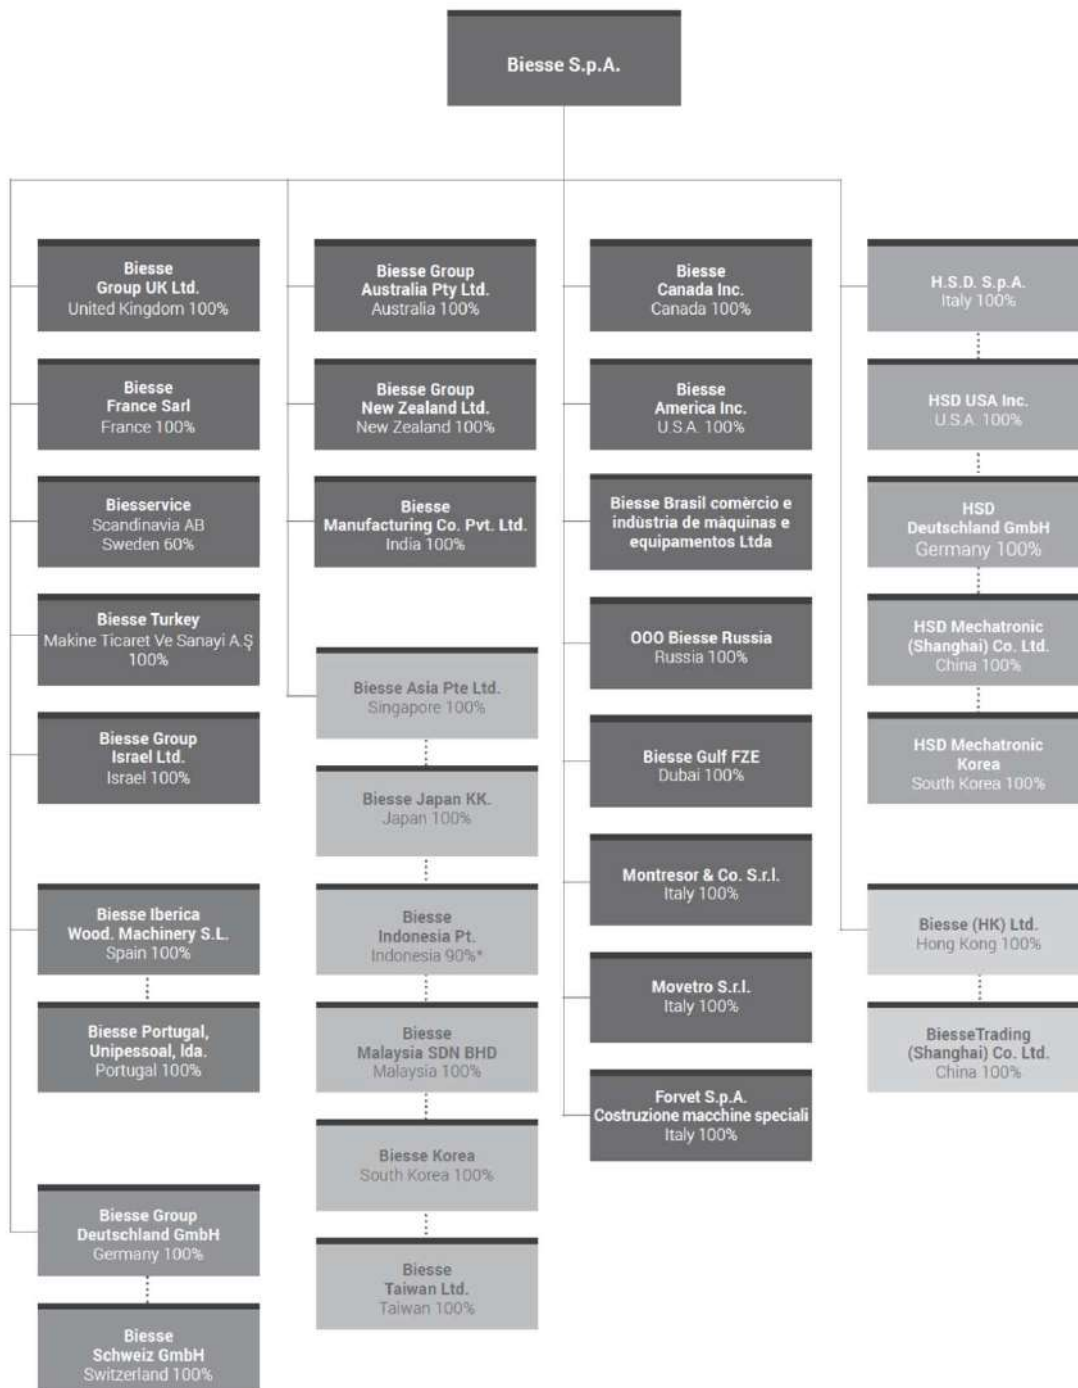 Biesse S.p.A.
Biesse
Group UK Ltd.
United Kingdom 100%
Biesse
France Sarl
France 100%
Biesservice
Scandinavia AB
Sweden 60%
Biesse Turkey
Makine Ticaret Ve Sanayi A.Ş
100%
Biesse Group
Israel Ltd.
Israel 100%
Biesse Iberica
Wood. Machinery S.L.
Spain 100%
Biesse Portugal,
Unipessoal, lda.
Portugal 100%
Biesse Group
Deutschland GmbH
Germany 100%
Biesse
Schweiz GmbH
Switzerland 100%
Biesse Group
Australia Pty Ltd.
Australia 100%
Biesse Group
New Zealand Ltd.
New Zealand 100%
Biesse
Manufacturing Co. Pvt. Ltd.
India 100%
Biesse Asia Pte Ltd.
Singapore 100%
Biesse Japan KK.
Japan 100%
Biesse
Indonesia Pt.
Indonesia 90%*
Biesse
Malaysia SDN BHD
Malaysia 100%
Biesse Korea
South Korea 100%
Biesse
Taiwan Ltd.
Taiwan 100%
Biesse
Canada Inc.
Canada 100%
Biesse
America Inc.
U.S.A. 100%
Biesse Brasil comèrcio e
indùstria de màquinas e
equipamentos Ltda
OOO Biesse Russia
Russia 100%
Biesse Gulf FZE
Dubai 100%
Montresor & Co. S.r.l.
Italy 100%
Movetro S.r.l.
Italy 100%
Forvet S.p.A.
Costruzione macchine speciali
Italy 100%
H.S.D. S.p.A.
Italy 100%
HSD USA Inc.
U.S.A. 100%
HSD
Deutschland GmbH
Germany 100%
HSD Mechatronic
(Shanghai) Co. Ltd.
China 100%
HSD Mechatronic
Korea
South Korea 100%
Biesse (HK) Ltd.
Hong Kong 100%
BiesseTrading
(Shanghai) Co. Ltd.
China 100%